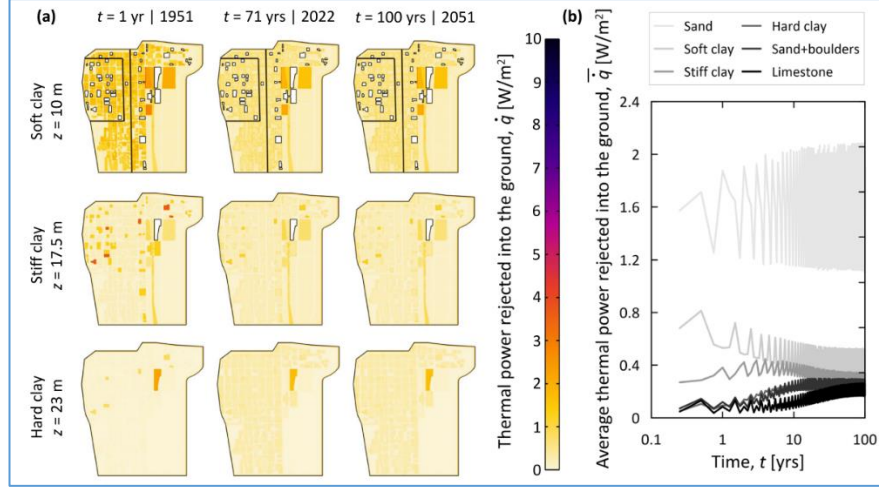 (a)
t = 1 yr | 1951
t = 71 yrs | 2022
t = 100 yrs | 2051
Soft clay
z = 10 m
Stiff clay
z = 17.5 m
Hard clay
z = 23 m
Thermal power rejected into the ground, q̇ [W/m²]
10
9
8
7
6
5
4
3
2
1
0
(b)
Sand
Soft clay
Stiff clay
Hard clay
Sand+boulders
Limestone
Average thermal power rejected into the ground, q̇̅ [W/m²]
2.4
2
1.6
1.2
0.8
0.4
0
0.1
1
10
100
Time, t [yrs]